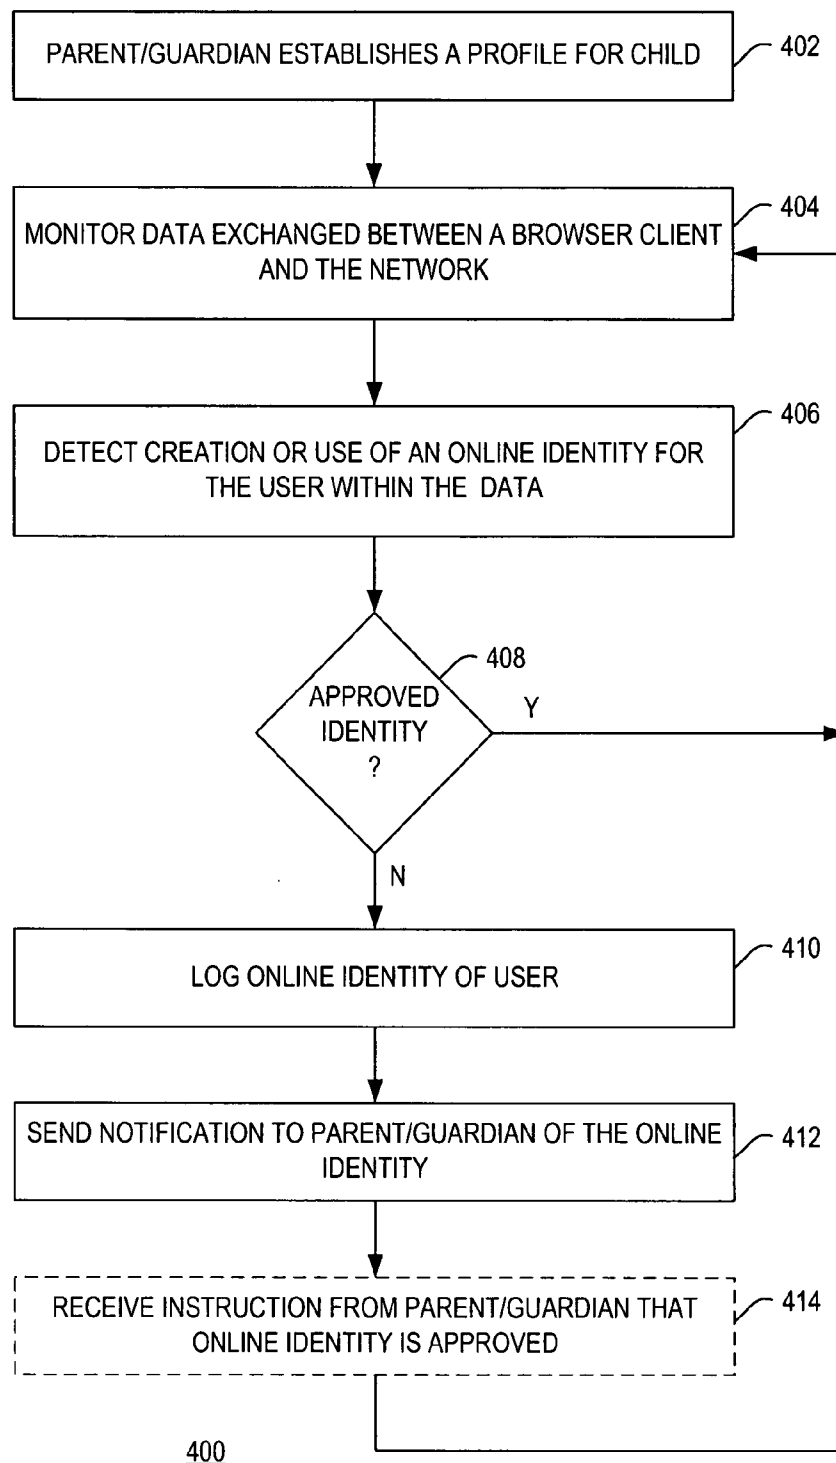 PARENT/GUARDIAN ESTABLISHES A PROFILE FOR CHILD
402
MONITOR DATA EXCHANGED BETWEEN A BROWSER CLIENT
AND THE NETWORK
404
DETECT CREATION OR USE OF AN ONLINE IDENTITY FOR
THE USER WITHIN THE DATA
406
APPROVED
IDENTITY
?
408
Y
N
LOG ONLINE IDENTITY OF USER
410
SEND NOTIFICATION TO PARENT/GUARDIAN OF THE ONLINE
IDENTITY
412
RECEIVE INSTRUCTION FROM PARENT/GUARDIAN THAT
ONLINE IDENTITY IS APPROVED
414
400